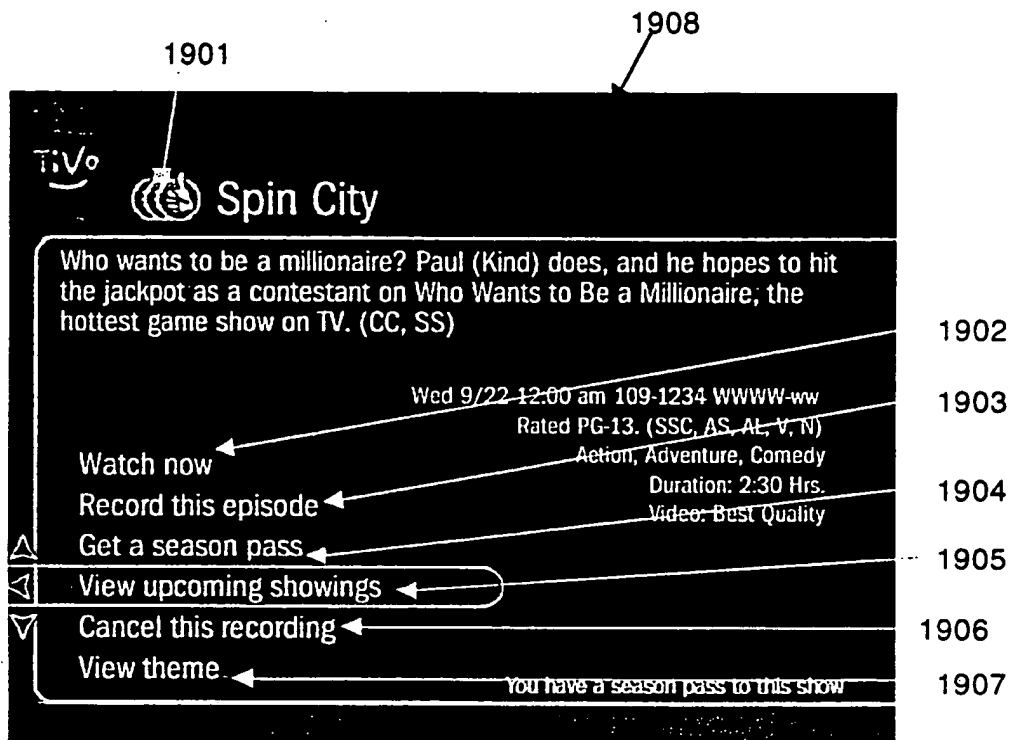 1908
1901
TiVo
Spin City
Who wants to be a millionaire? Paul (Kind) does, and he hopes to hit
the jackpot as a contestant on Who Wants to Be a Millionaire, the
hottest game show on TV. (CC, SS)
1902
Wed 9/22 12:00 am 109-1234 WWWW-ww
1903
Rated PG-13. (SSC, AS, AL, V, N)
Watch now
Action, Adventure, Comedy
Record this episode
Duration: 2:30 Hrs.
1904
Video: Best Quality
Get a season pass
1905
View upcoming showings
Cancel this recording
1906
View theme
You have a season pass to this show
1907